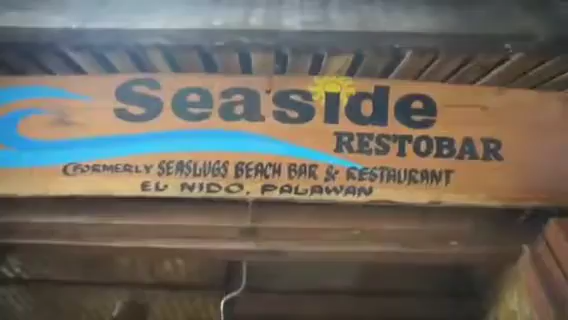 Seaside
RESTOBAR
(FORMERLY SEASLUGS BEACH BAR & RESTAURANT
EL NIDO, PALAWAN